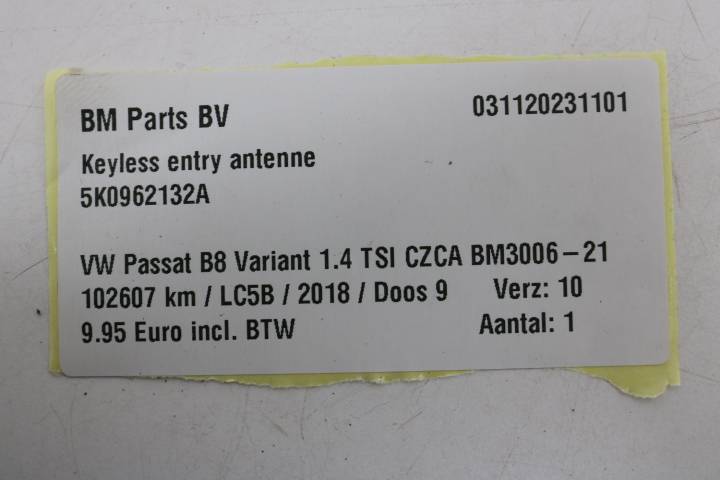 BM Parts BV 031120231101
Keyless entry antenne
5K0962132A
VW Passat B8 Variant 1.4 TSI CZCA BM3006-21
102607 km / LC5B / 2018 / Doos 9 Verz: 10
9.95 Euro incl. BTW Aantal: 1